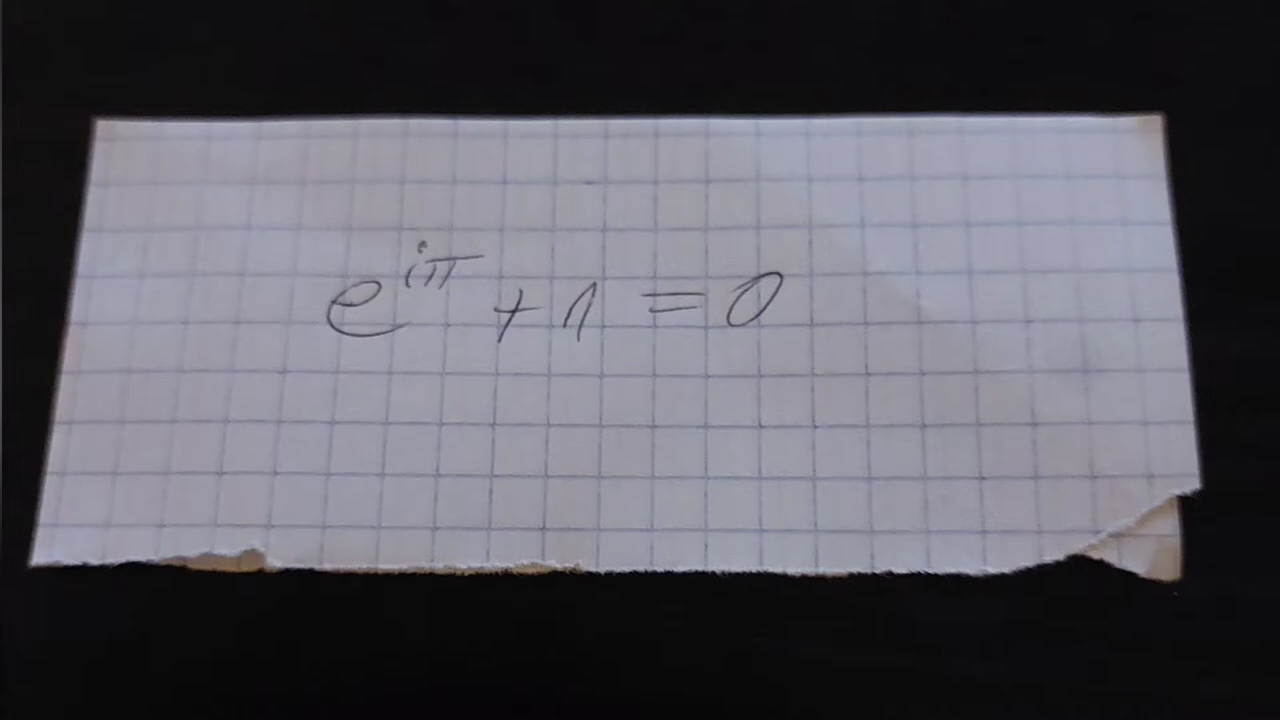 e^{iπ} + 1 = 0